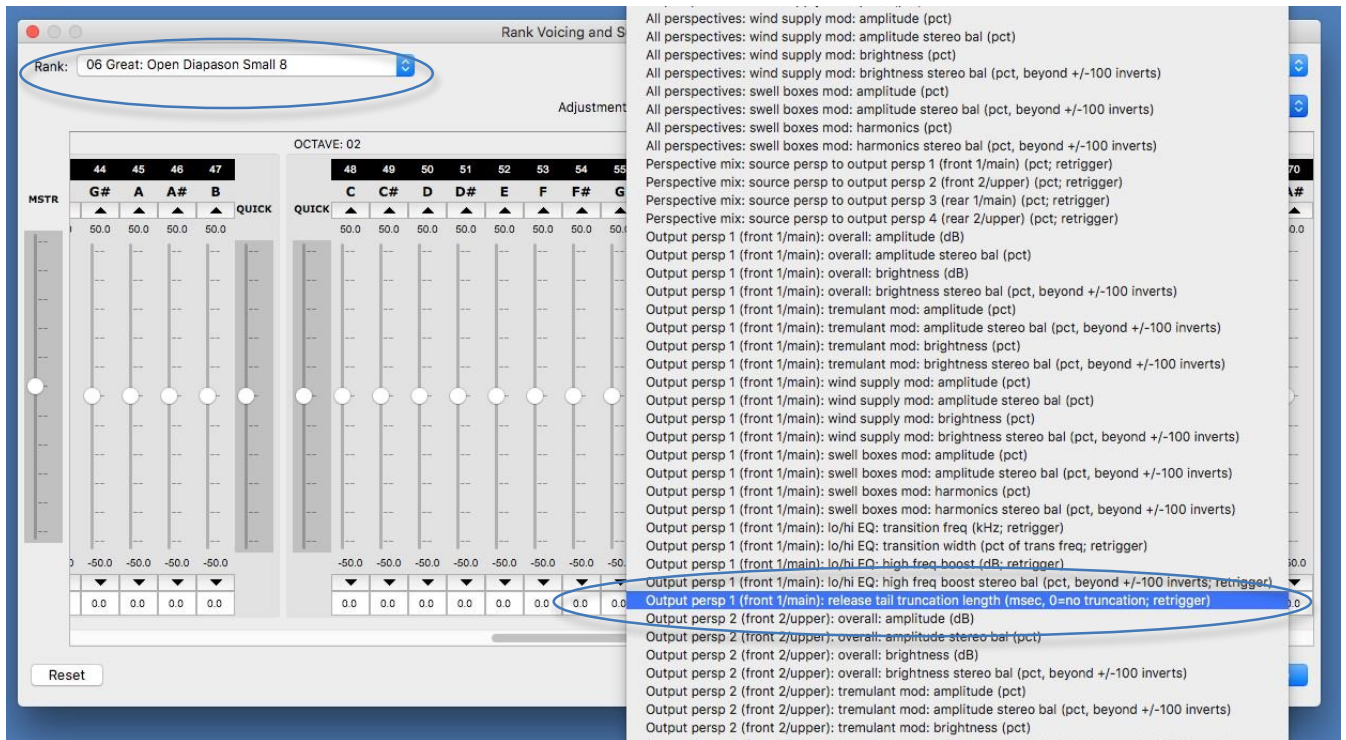 Rank Voicing and S
Rank: 06 Great: Open Diapason Small 8
Adjustment
OCTAVE: 02
44 45 46 47 48 49 50 51 52 53 54 55 70
MSTR G# A A# B QUICK QUICK C C# D D# E F F# G A#
50.0 50.0 50.0 50.0 50.0 50.0 50.0 50.0 50.0 50.0 50.0 50.0 0.0
-50.0 -50.0 -50.0 -50.0 -50.0 -50.0 -50.0 -50.0 -50.0 -50.0 -50.0 -50. 50.0
0.0 0.0 0.0 0.0 0.0 0.0 0.0 0.0 0.0 0.0 0.0 0.0 0.0
Reset
All perspectives: wind supply mod: amplitude (pct)
All perspectives: wind supply mod: amplitude stereo bal (pct)
All perspectives: wind supply mod: brightness (pct)
All perspectives: wind supply mod: brightness stereo bal (pct, beyond +/-100 inverts)
All perspectives: swell boxes mod: amplitude (pct)
All perspectives: swell boxes mod: amplitude stereo bal (pct, beyond +/-100 inverts)
All perspectives: swell boxes mod: harmonics (pct)
All perspectives: swell boxes mod: harmonics stereo bal (pct, beyond +/-100 inverts)
Perspective mix: source persp to output persp 1 (front 1/main) (pct; retrigger)
Perspective mix: source persp to output persp 2 (front 2/upper) (pct; retrigger)
Perspective mix: source persp to output persp 3 (rear 1/main) (pct; retrigger)
Perspective mix: source persp to output persp 4 (rear 2/upper) (pct; retrigger)
Output persp 1 (front 1/main): overall: amplitude (dB)
Output persp 1 (front 1/main): overall: amplitude stereo bal (pct)
Output persp 1 (front 1/main): overall: brightness (dB)
Output persp 1 (front 1/main): overall: brightness stereo bal (pct, beyond +/-100 inverts)
Output persp 1 (front 1/main): tremulant mod: amplitude (pct)
Output persp 1 (front 1/main): tremulant mod: amplitude stereo bal (pct, beyond +/-100 inverts)
Output persp 1 (front 1/main): tremulant mod: brightness (pct)
Output persp 1 (front 1/main): tremulant mod: brightness stereo bal (pct, beyond +/-100 inverts)
Output persp 1 (front 1/main): wind supply mod: amplitude (pct)
Output persp 1 (front 1/main): wind supply mod: amplitude stereo bal (pct)
Output persp 1 (front 1/main): wind supply mod: brightness (pct)
Output persp 1 (front 1/main): wind supply mod: brightness stereo bal (pct, beyond +/-100 inverts)
Output persp 1 (front 1/main): swell boxes mod: amplitude (pct)
Output persp 1 (front 1/main): swell boxes mod: amplitude stereo bal (pct, beyond +/-100 inverts)
Output persp 1 (front 1/main): swell boxes mod: harmonics (pct)
Output persp 1 (front 1/main): swell boxes mod: harmonics stereo bal (pct, beyond +/-100 inverts)
Output persp 1 (front 1/main): lo/hi EQ: transition freq (kHz; retrigger)
Output persp 1 (front 1/main): lo/hi EQ: transition width (pct of trans freq; retrigger)
Output persp 1 (front 1/main): lo/hi EQ: high freq boost (dB; retrigger)
Output persp 1 (front 1/main): lo/hi EQ: high freq boost stereo bal (pct, beyond +/-100 inverts; retrigger)
Output persp 1 (front 1/main): release tail truncation length (msec, 0=no truncation; retrigger)
Output persp 2 (front 2/upper): overall: amplitude (dB)
Output persp 2 (front 2/upper): overall: amplitude stereo bal (pct)
Output persp 2 (front 2/upper): overall: brightness (dB)
Output persp 2 (front 2/upper): overall: brightness stereo bal (pct, beyond +/-100 inverts)
Output persp 2 (front 2/upper): tremulant mod: amplitude (pct)
Output persp 2 (front 2/upper): tremulant mod: amplitude stereo bal (pct, beyond +/-100 inverts)
Output persp 2 (front 2/upper): tremulant mod: brightness (pct)